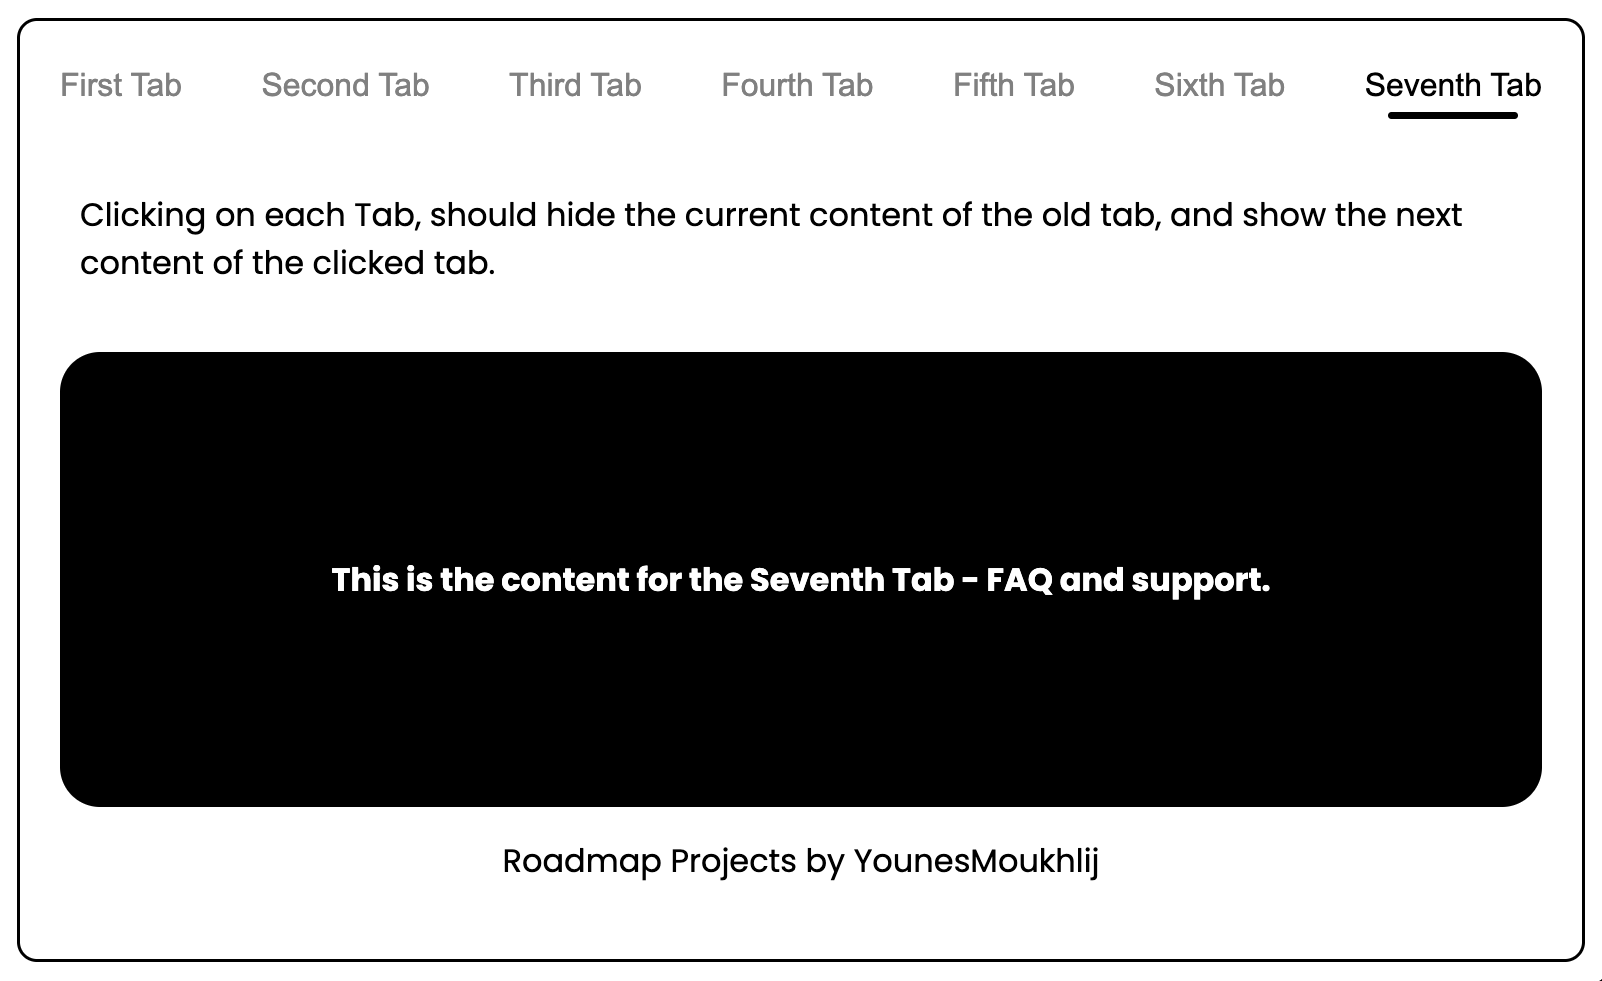 First Tab Second Tab Third Tab Fourth Tab Fifth Tab Sixth Tab Seventh Tab
Clicking on each Tab, should hide the current content of the old tab, and show the next
content of the clicked tab.
This is the content for the Seventh Tab - FAQ and support.
Roadmap Projects by YounesMoukhlij